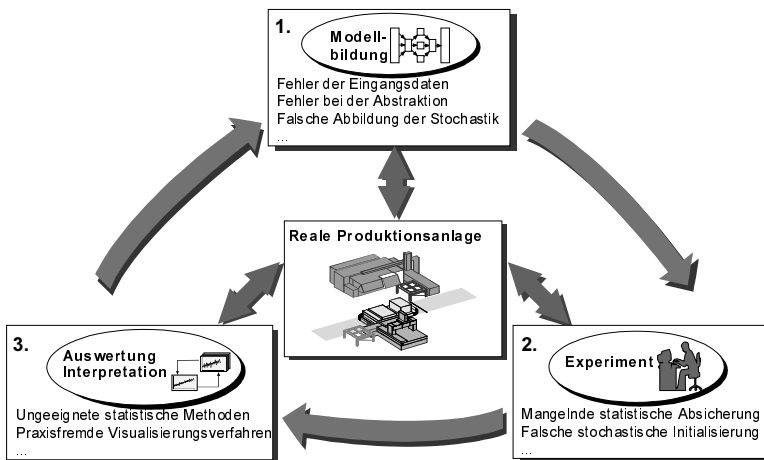 1.
Modell-
bildung
Fehler der Eingangsdaten
Fehler bei der Abstraktion
Falsche Abbildung der Stochastik
...
Reale Produktionsanlage
3.
Auswertung
Interpretation
Ungeeignete statistische Methoden
Praxisfremde Visualisierungsverfahren
...
2.
Experiment
Mangelnde statistische Absicherung
Falsche stochastische Initialisierung
...